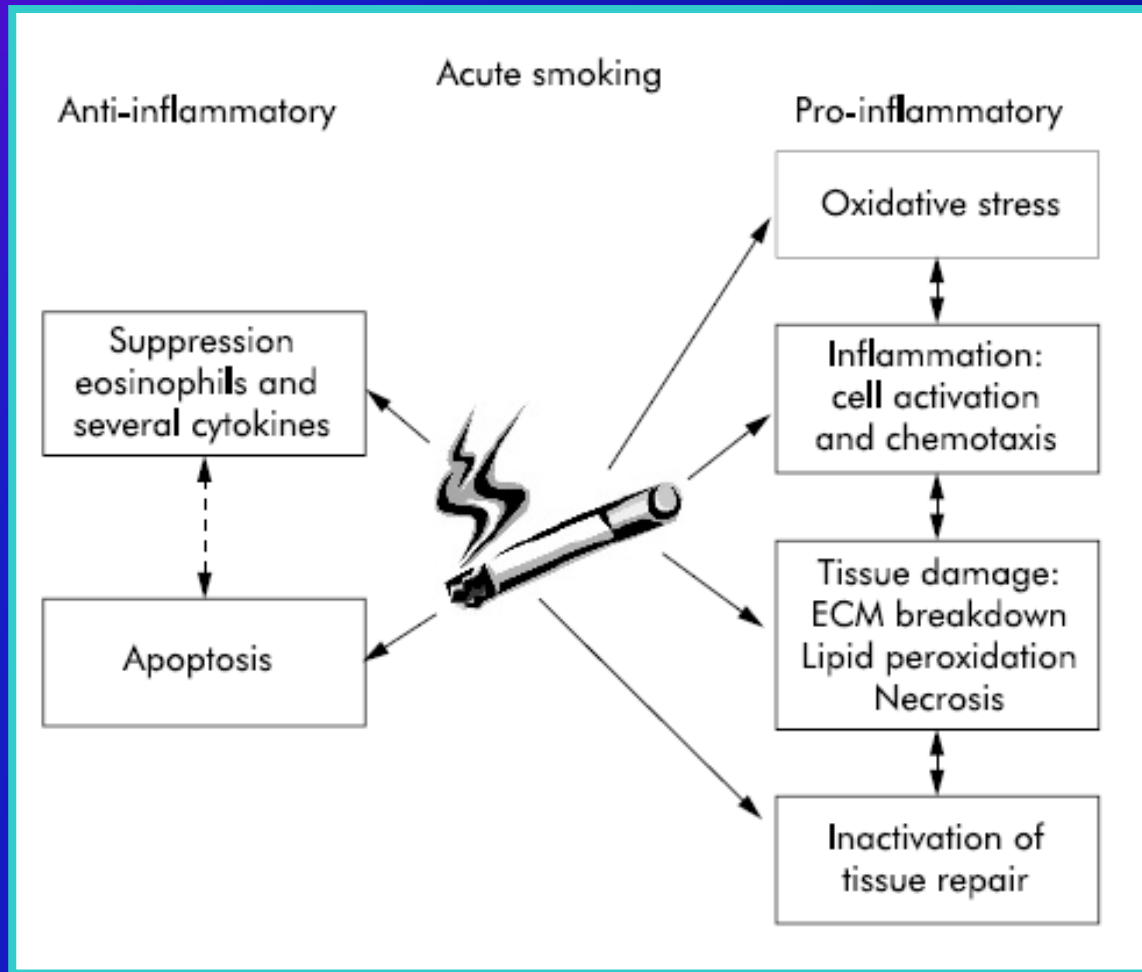 Acute smoking
Anti-inflammatory
Pro-inflammatory
Oxidative stress
Suppression
eosinophils and
several cytokines
Inflammation:
cell activation
and chemotaxis
Tissue damage:
ECM breakdown
Lipid peroxidation
Necrosis
Apoptosis
Inactivation of
tissue repair